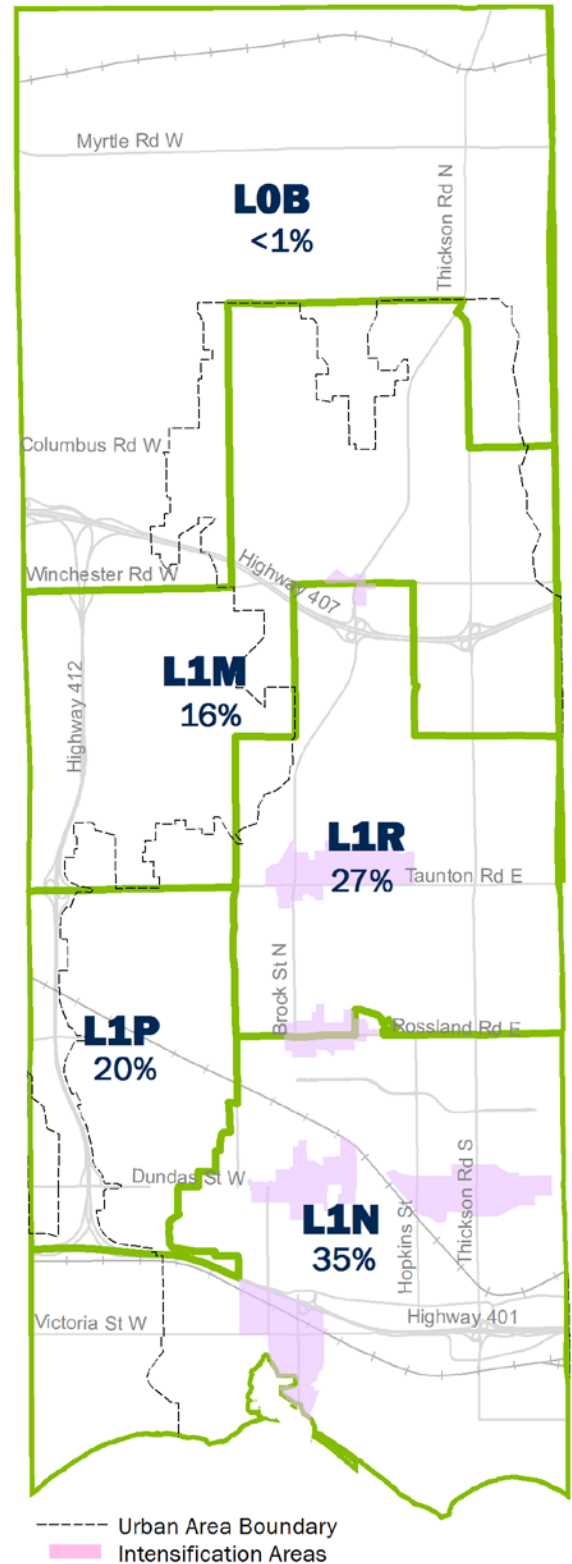 Myrtle Rd W
Thickson Rd N
L0B
<1%
Columbus Rd W
Winchester Rd W
Highway 407
Highway 412
L1M
16%
L1R
27%
Taunton Rd E
Brock St N
Rossland Rd E
L1P
20%
Dundas St W
L1N
35%
Hopkins St
Thickson Rd S
Victoria St W
Highway 401
Urban Area Boundary
Intensification Areas